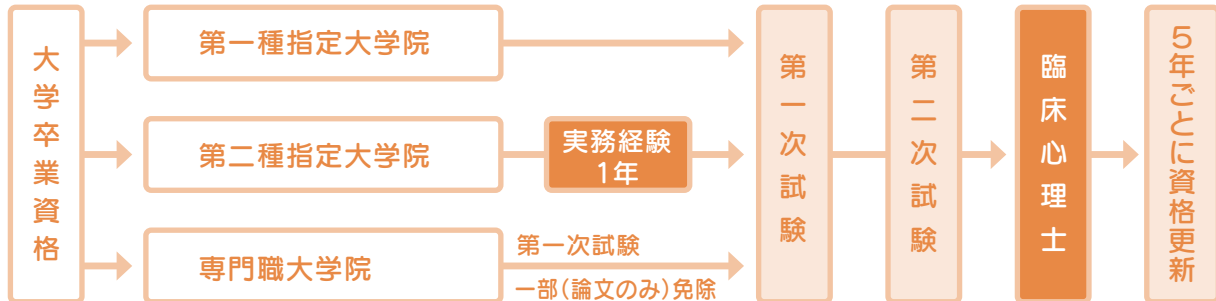 大学卒業資格
第一種指定大学院
第二種指定大学院
実務経験
1年
専門職大学院
第一次試験
一部(論文のみ)免除
第一次試験
第二次試験
臨床心理士
5年ごとに資格更新